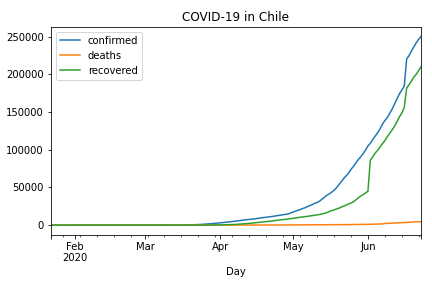 COVID-19 in Chile
250000
200000
150000
100000
50000
0
confirmed
deaths
recovered
Feb
2020
Mar
Apr
May
Jun
Day